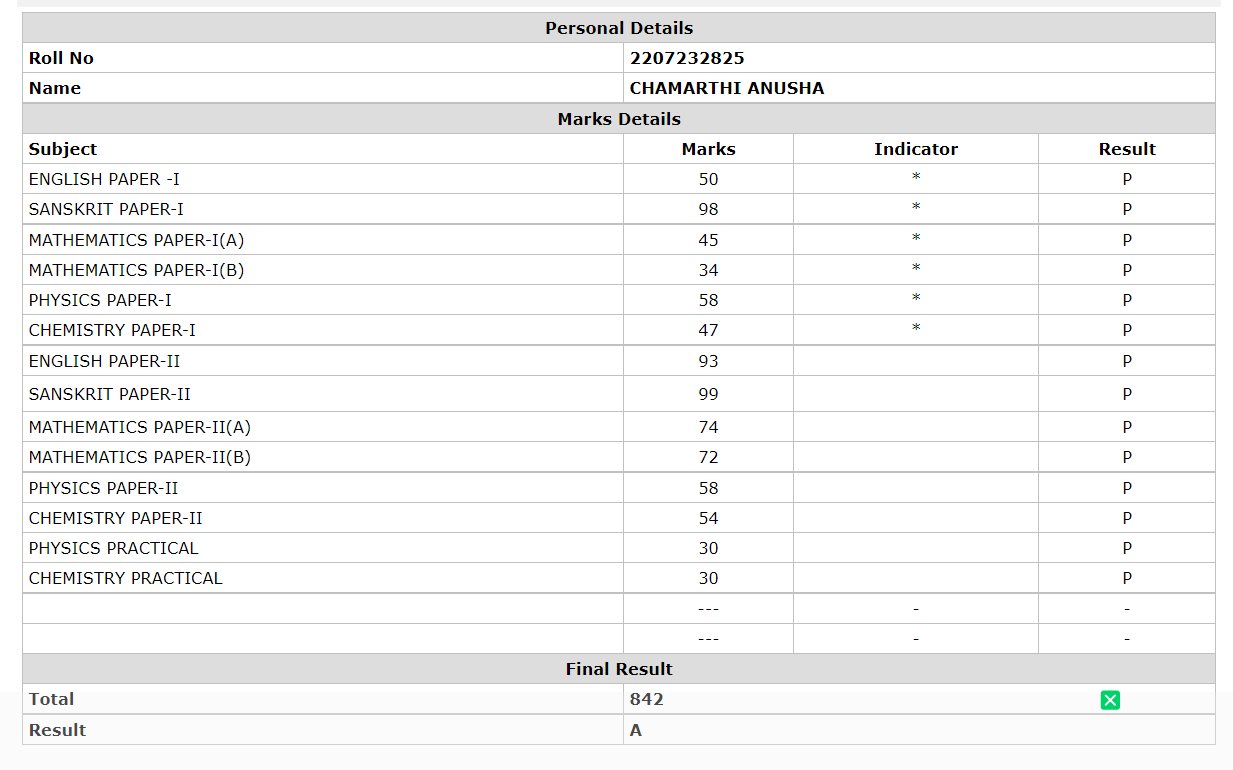 Personal Details
Roll No 2207232825
Name CHAMARTHI ANUSHA
Marks Details
Subject Marks Indicator Result
ENGLISH PAPER -I 50 * P
SANSKRIT PAPER-I 98 * P
MATHEMATICS PAPER-I(A) 45 * P
MATHEMATICS PAPER-I(B) 34 * P
PHYSICS PAPER-I 58 * P
CHEMISTRY PAPER-I 47 * P
ENGLISH PAPER-II 93 P
SANSKRIT PAPER-II 99 P
MATHEMATICS PAPER-II(A) 74 P
MATHEMATICS PAPER-II(B) 72 P
PHYSICS PAPER-II 58 P
CHEMISTRY PAPER-II 54 P
PHYSICS PRACTICAL 30 P
CHEMISTRY PRACTICAL 30 P
--- - -
--- - -
Final Result
Total 842
Result A